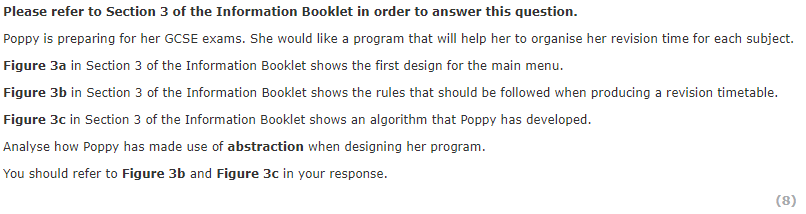 Please refer to Section 3 of the Information Booklet in order to answer this question.
Poppy is preparing for her GCSE exams. She would like a program that will help her to organise her revision time for each subject.
Figure 3a in Section 3 of the Information Booklet shows the first design for the main menu.
Figure 3b in Section 3 of the Information Booklet shows the rules that should be followed when producing a revision timetable.
Figure 3c in Section 3 of the Information Booklet shows an algorithm that Poppy has developed.
Analyse how Poppy has made use of abstraction when designing her program.
You should refer to Figure 3b and Figure 3c in your response.
(8)